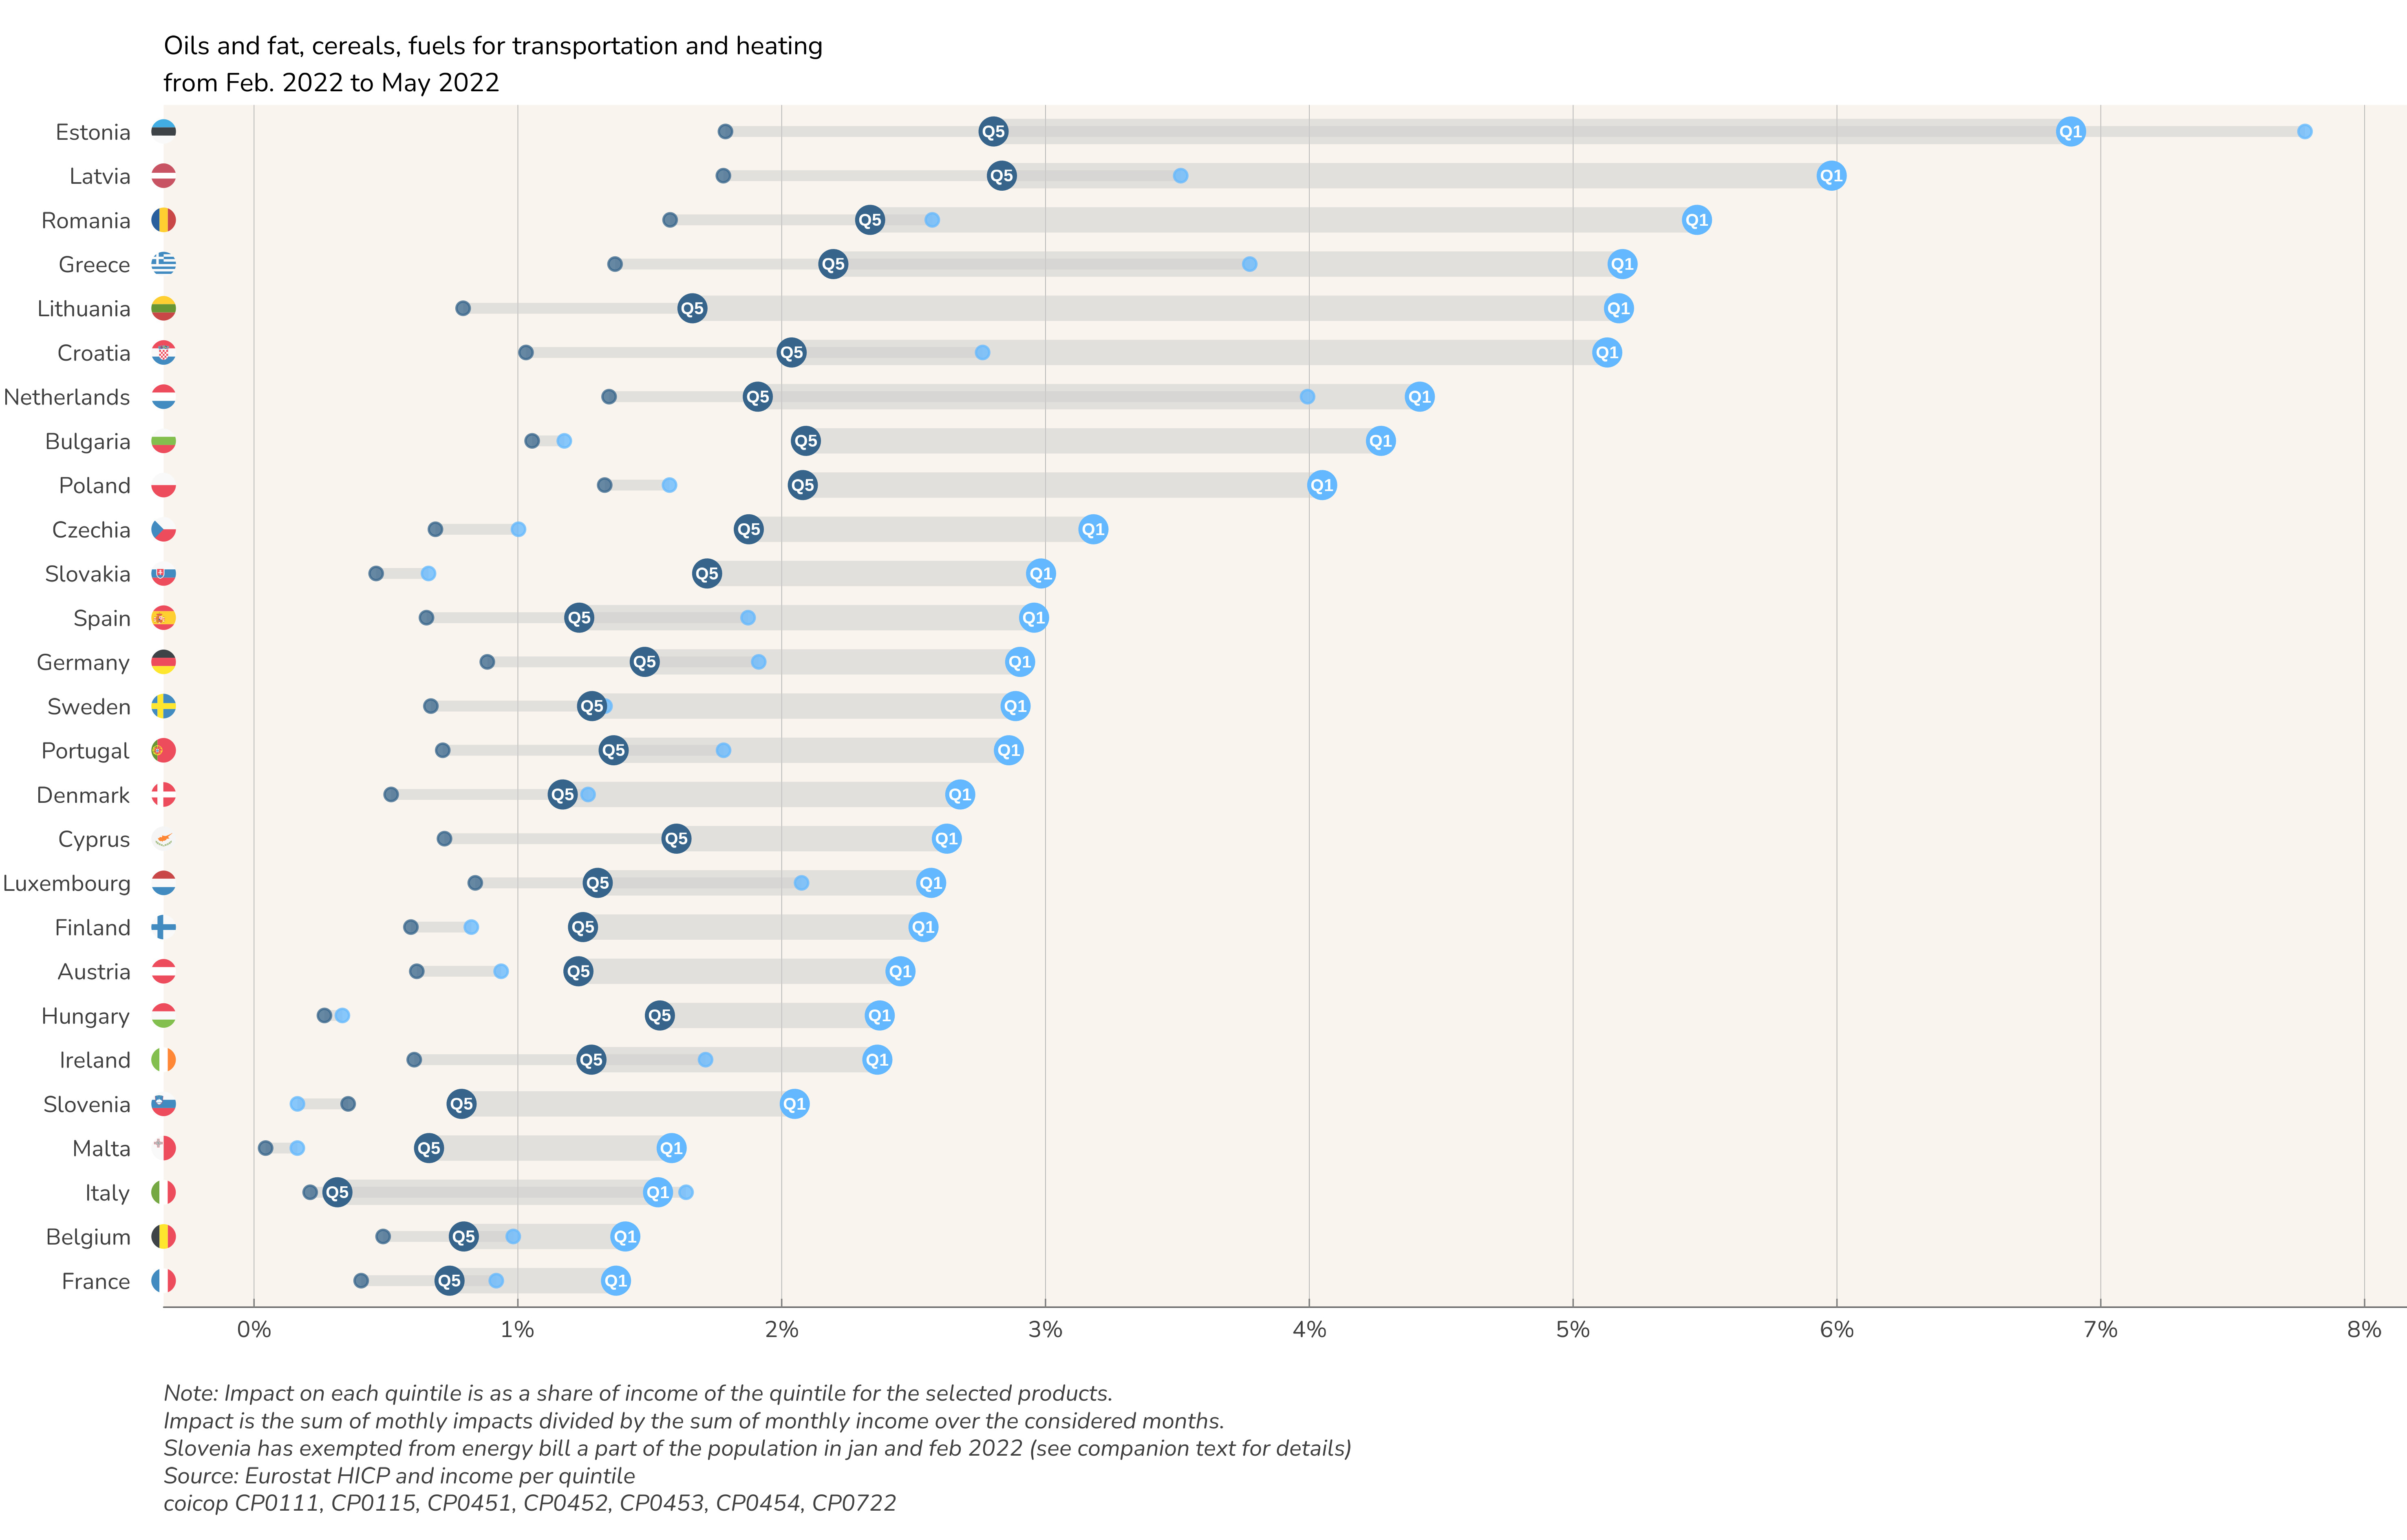 Oils and fat, cereals, fuels for transportation and heating
from Feb. 2022 to May 2022
Estonia Q5 Q1
Latvia Q5 Q1
Romania Q5 Q1
Greece Q5 Q1
Lithuania Q5 Q1
Croatia Q5 Q1
Netherlands Q5 Q1
Bulgaria Q5 Q1
Poland Q5 Q1
Czechia Q5 Q1
Slovakia Q5 Q1
Spain Q5 Q1
Germany Q5 Q1
Sweden Q5 Q1
Portugal Q5 Q1
Denmark Q5 Q1
Cyprus Q5 Q1
Luxembourg Q5 Q1
Finland Q5 Q1
Austria Q5 Q1
Hungary Q5 Q1
Ireland Q5 Q1
Slovenia Q5 Q1
Malta Q5 Q1
Italy Q5 Q1
Belgium Q5 Q1
France Q5 Q1
0% 1% 2% 3% 4% 5% 6% 7% 8%
Note: Impact on each quintile is as a share of income of the quintile for the selected products.
Impact is the sum of mothly impacts divided by the sum of monthly income over the considered months.
Slovenia has exempted from energy bill a part of the population in jan and feb 2022 (see companion text for details)
Source: Eurostat HICP and income per quintile
coicop CP0111, CP0115, CP0451, CP0452, CP0453, CP0454, CP0722